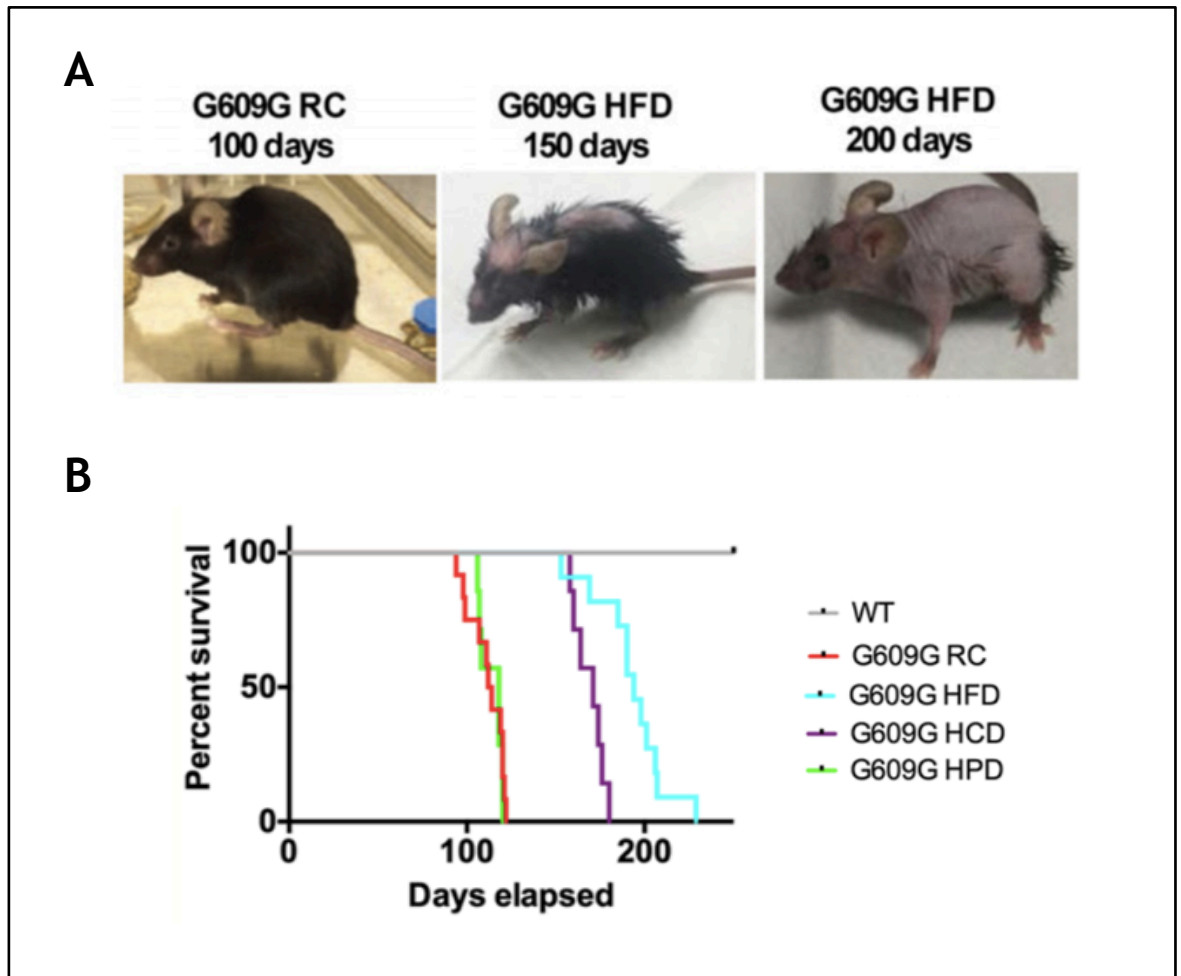 A
G609G RC
100 days
G609G HFD
150 days
G609G HFD
200 days
B
Percent survival
100
50
0
0
100
200
Days elapsed
WT
G609G RC
G609G HFD
G609G HCD
G609G HPD